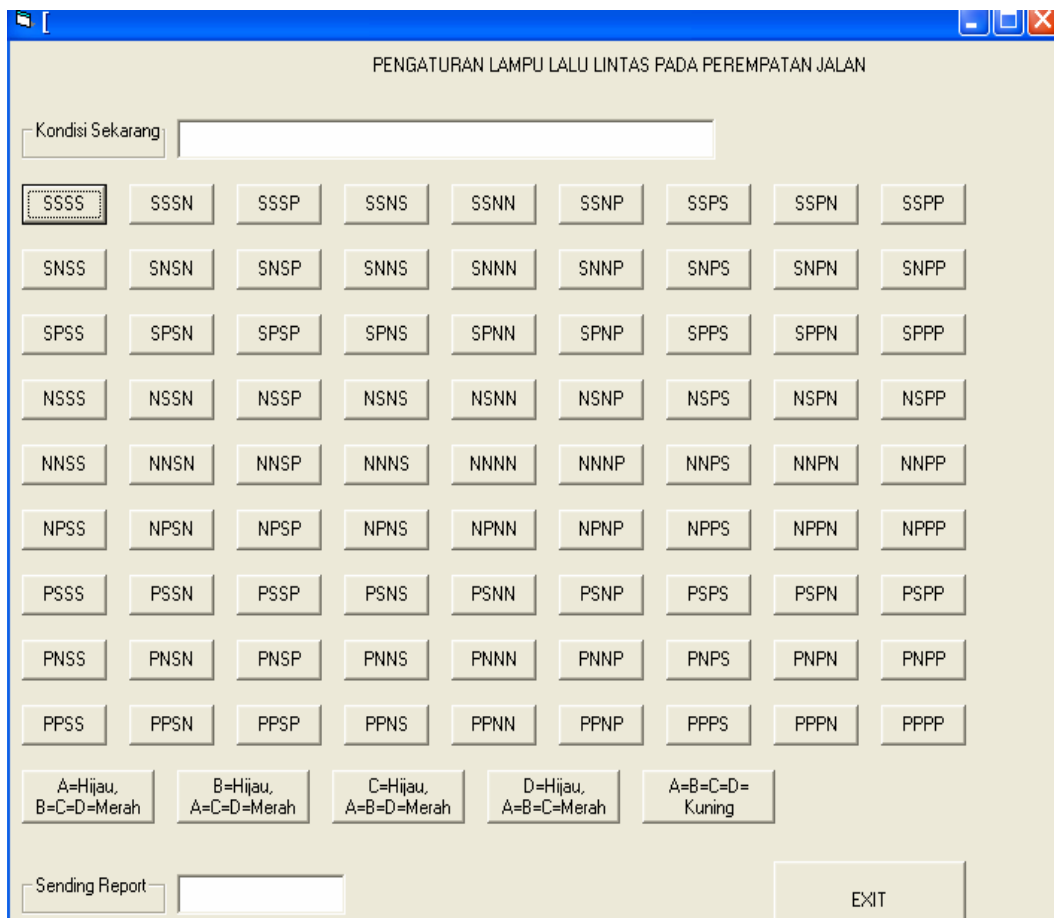 [
PENGATURAN LAMPU LALU LINTAS PADA PEREMPATAN JALAN
Kondisi Sekarang
SSSS SSSN SSSP SSNS SSNN SSNP SSPS SSPN SSPP
SNSS SNSN SNSP SNNS SNNN SNNP SNPS SNPN SNPP
SPSS SPSN SPSP SPNS SPNN SPNP SPPS SPPN SPPP
NSSS NSSN NSSP NSNS NSNN NSNP NSPS NSPN NSPP
NNSS NNSN NNSP NNNS NNNN NNNP NNPS NNPN NNPP
NPSS NPSN NPSP NPNS NPNN NPNP NPPS NPPN NPPP
PSSS PSSN PSSP PSNS PSNN PSNP PSPS PSPN PSPP
PNSS PNSN PNSP PNNS PNNN PNNP PNPS PNPN PNPP
PPSS PPSN PPSP PPNS PPNN PPNP PPPS PPPN PPPP
A=Hijau,
B=C=D=Merah
B=Hijau,
A=C=D=Merah
C=Hijau,
A=B=D=Merah
D=Hijau,
A=B=C=Merah
A=B=C=D=
Kuning
Sending Report
EXIT